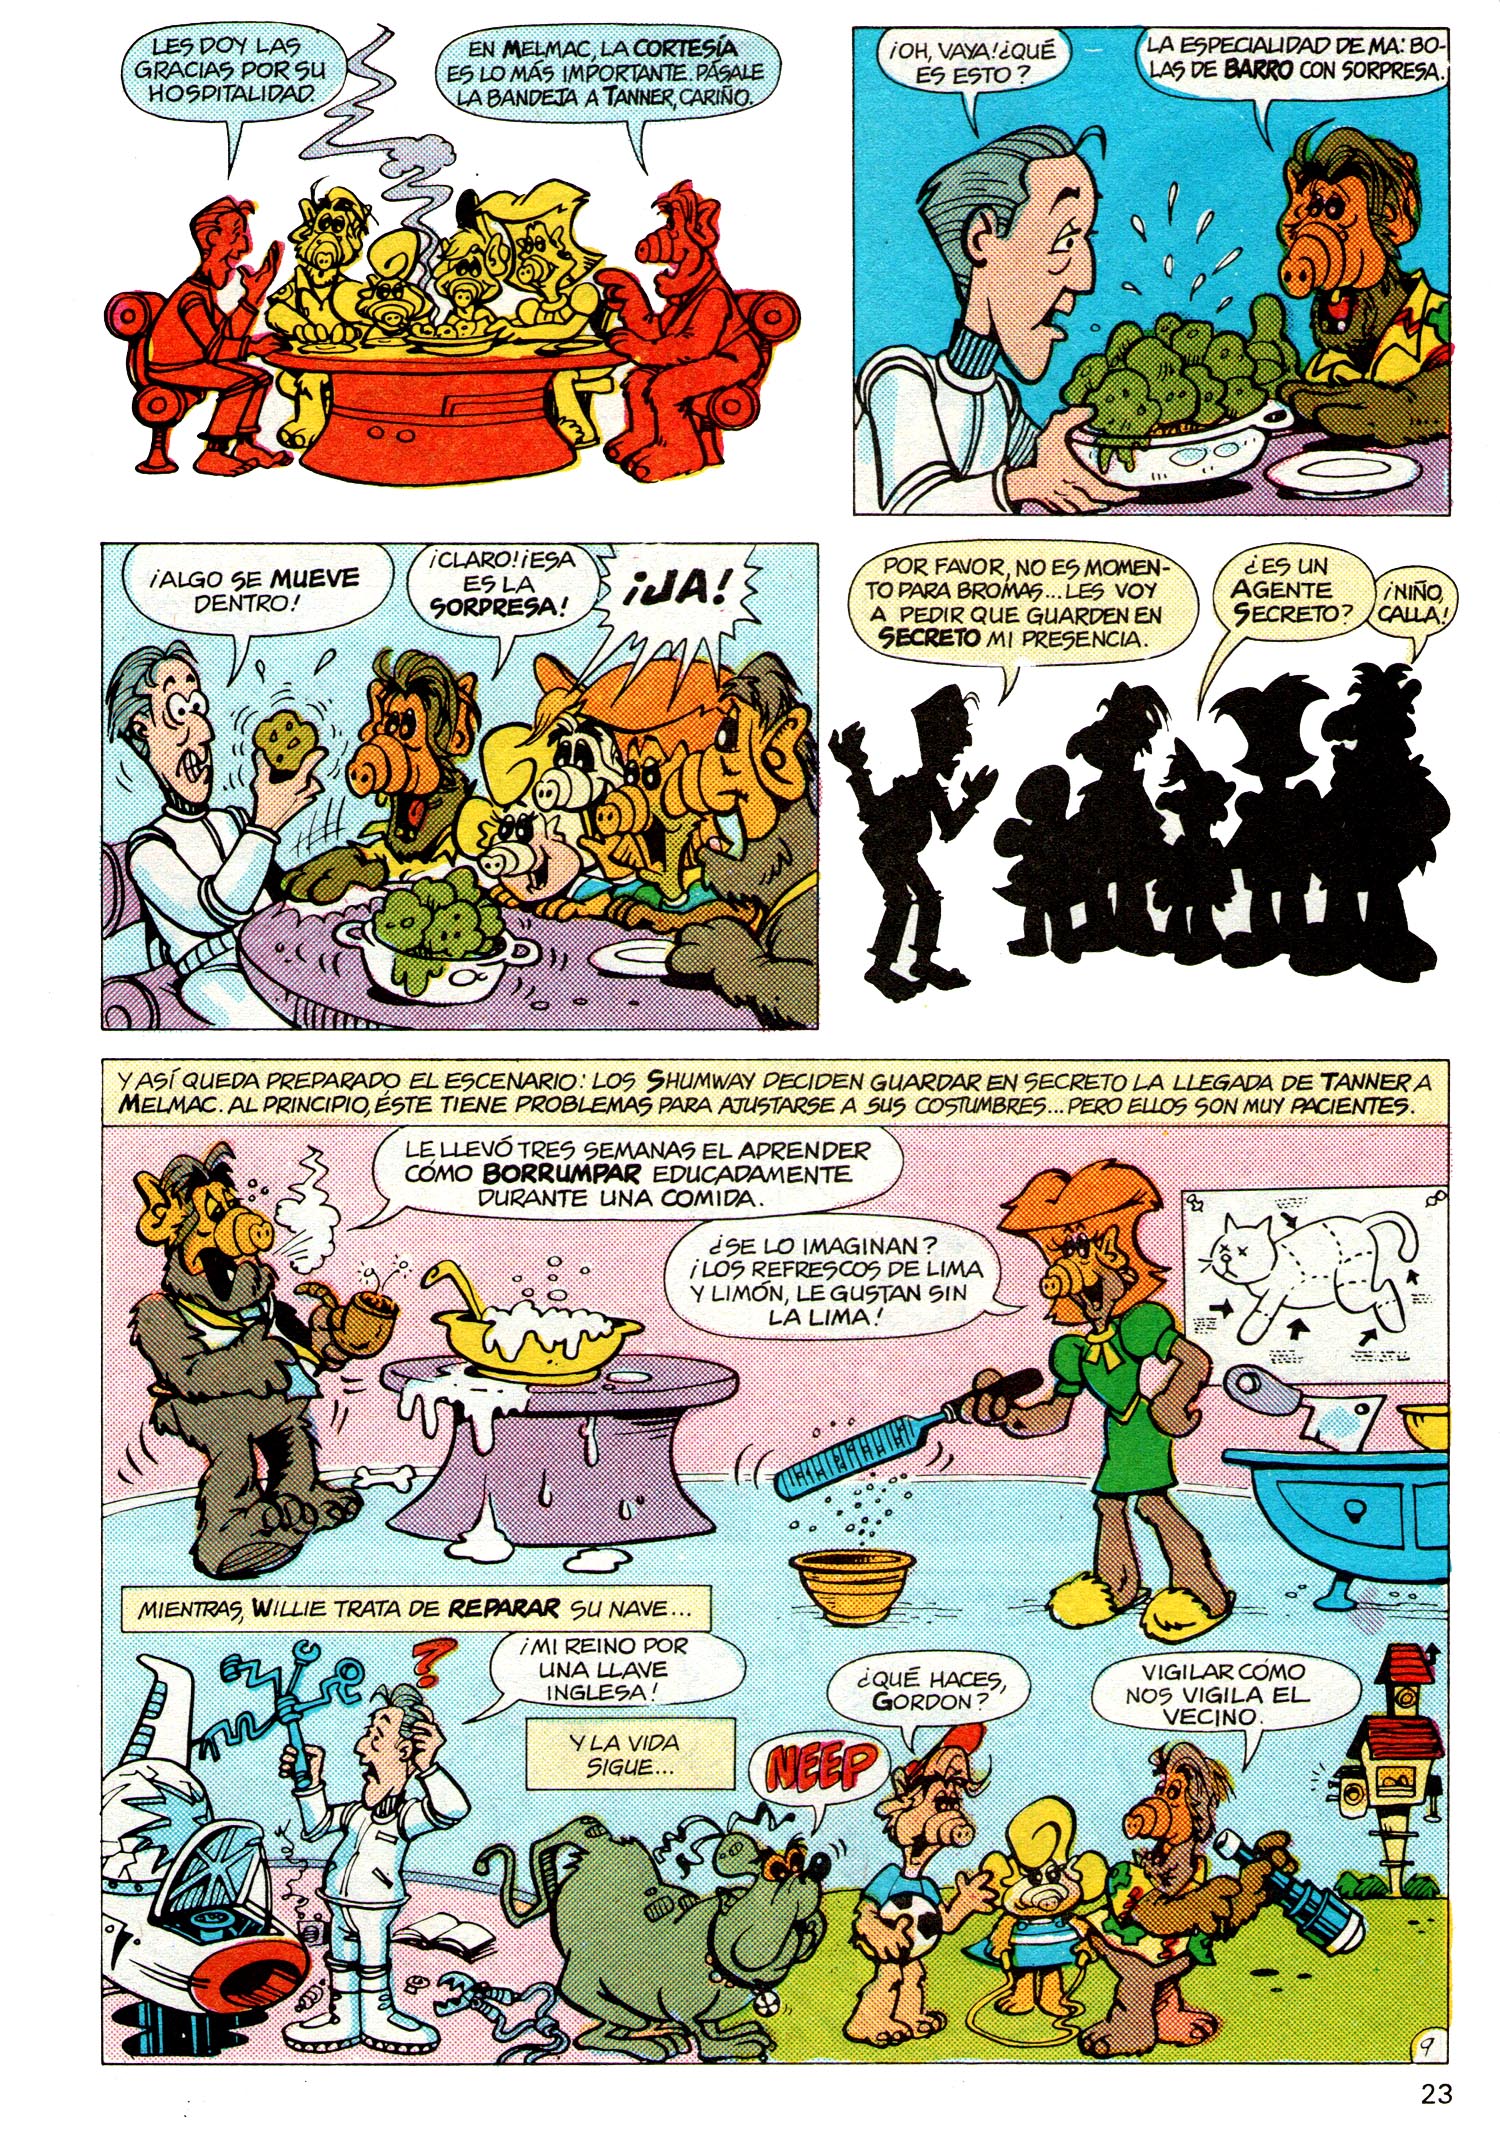 LES DOY LAS
GRACIAS POR SU
HOSPITALIDAD.
EN MELMAC, LA CORTESÍA
ES LO MÁS IMPORTANTE. PÁSALE
LA BANDEJA A TANNER, CARIÑO.
¡OH, VAYA! ¿QUÉ
ES ESTO?
LA ESPECIALIDAD DE MA: BO-
LAS DE BARRO CON SORPRESA.
¡ALGO SE MUEVE
DENTRO!
¡CLARO! ¡ESA
ES LA
SORPRESA!
¡JA!
POR FAVOR, NO ES MOMEN-
TO PARA BROMAS... LES VOY
A PEDIR QUE GUARDEN EN
SECRETO MI PRESENCIA.
¿ES UN
AGENTE
SECRETO?
¡NIÑO,
CALLA!
Y ASÍ QUEDA PREPARADO EL ESCENARIO: LOS SHUMWAY DECIDEN GUARDAR EN SECRETO LA LLEGADA DE TANNER A
MELMAC. AL PRINCIPIO, ÉSTE TIENE PROBLEMAS PARA AJUSTARSE A SUS COSTUMBRES... PERO ELLOS SON MUY PACIENTES.
LE LLEVÓ TRES SEMANAS EL APRENDER
CÓMO BORRUMPAR EDUCADAMENTE
DURANTE UNA COMIDA.
¿SE LO IMAGINAN?
¡LOS REFRESCOS DE LIMA
Y LIMÓN, LE GUSTAN SIN
LA LIMA!
MIENTRAS, WILLIE TRATA DE REPARAR SU NAVE...
?
¡MI REINO POR
UNA LLAVE
INGLESA!
Y LA VIDA
SIGUE...
NEEP
¿QUÉ HACES,
GORDON?
VIGILAR CÓMO
NOS VIGILA EL
VECINO.
9
23